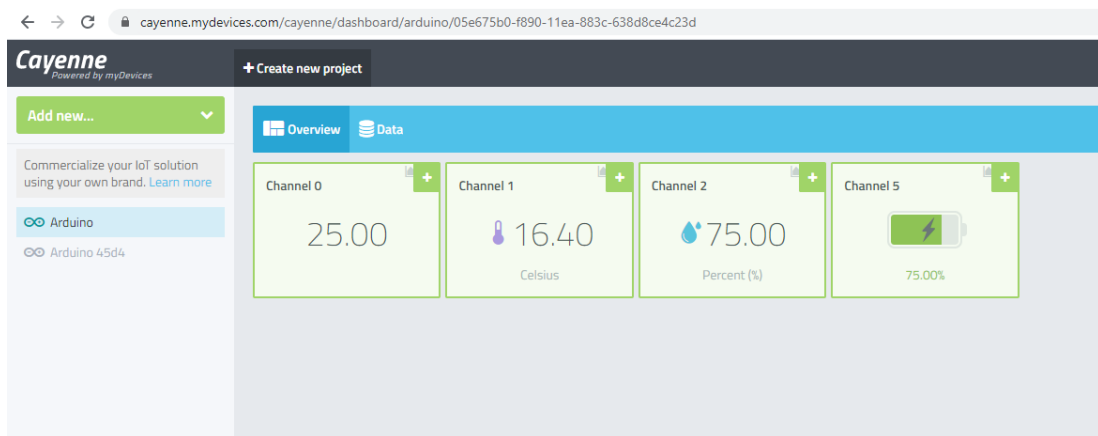 cayenne.mydevices.com/cayenne/dashboard/arduino/05e675b0-f890-11ea-883c-638d8ce4c23d
Cayenne
Powered by myDevices
+ Create new project
Add new...
Overview
Data
Commercialize your IoT solution
using your own brand. Learn more
Arduino
Arduino 45d4
Channel 0
25.00
Channel 1
16.40
Celsius
Channel 2
75.00
Percent (%)
Channel 5
75.00%